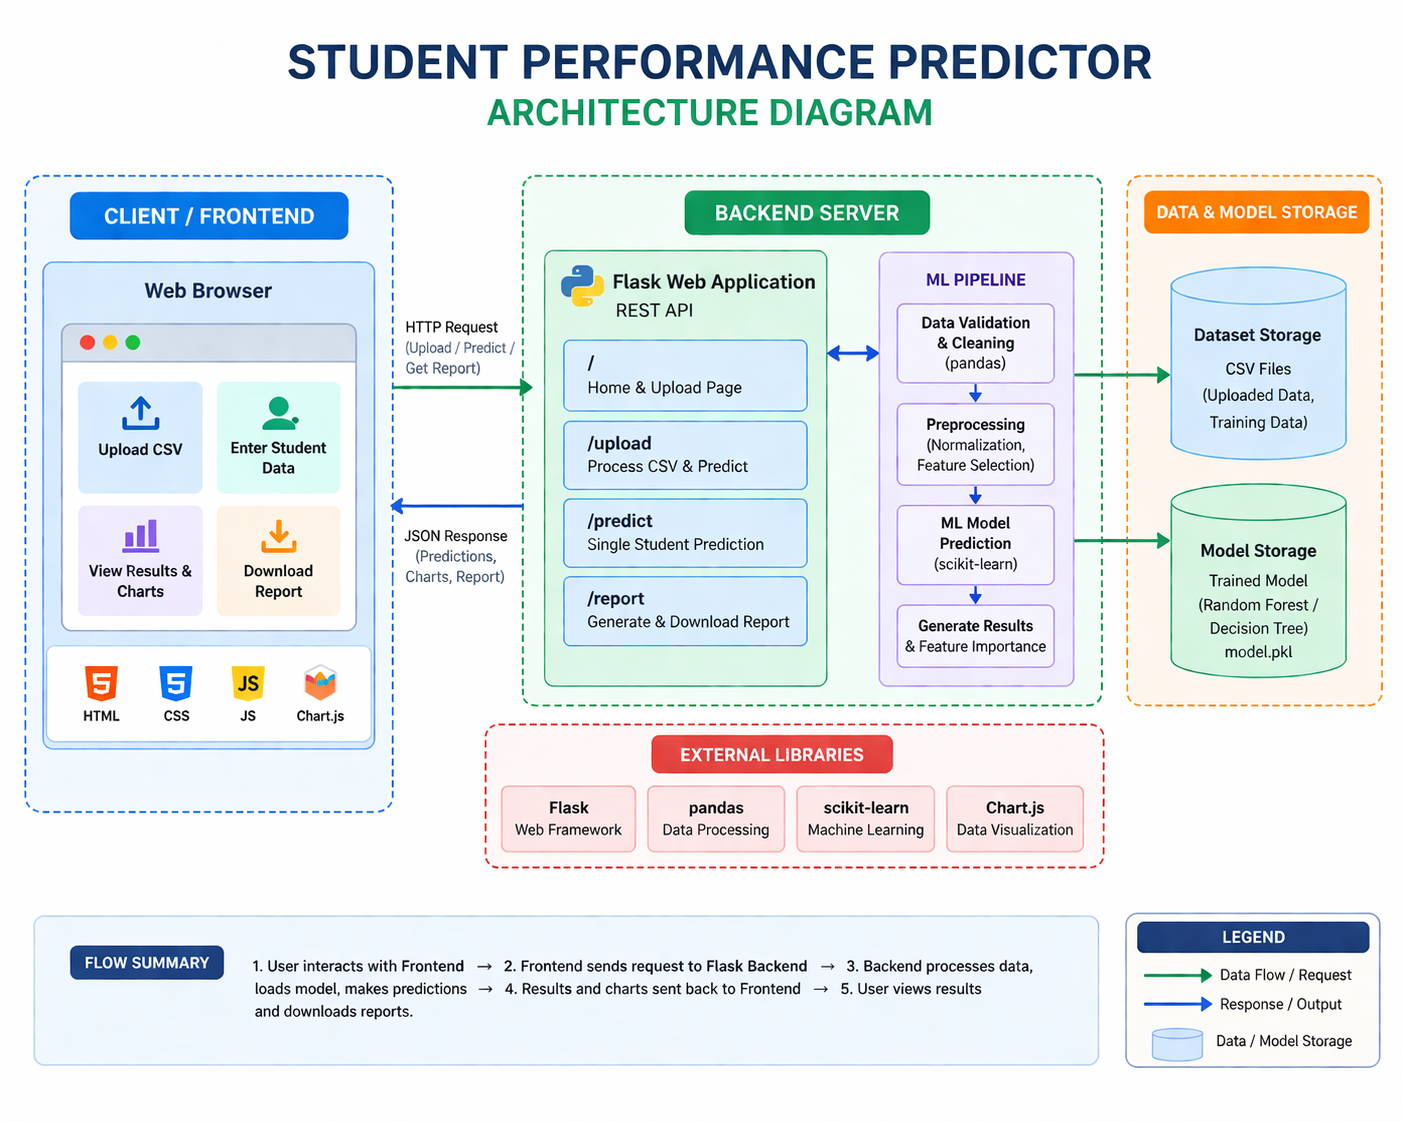 STUDENT PERFORMANCE PREDICTOR
ARCHITECTURE DIAGRAM
CLIENT / FRONTEND
Web Browser
Upload CSV
Enter Student
Data
View Results &
Charts
Download
Report
5
HTML
5
CSS
JS
JS
Chart.js
HTTP Request
(Upload / Predict /
Get Report)
JSON Response
(Predictions,
Charts, Report)
BACKEND SERVER
Flask Web Application
REST API
/
Home & Upload Page
/upload
Process CSV & Predict
/predict
Single Student Prediction
/report
Generate & Download Report
ML PIPELINE
Data Validation
& Cleaning
(pandas)
Preprocessing
(Normalization,
Feature Selection)
ML Model
Prediction
(scikit-learn)
Generate Results
& Feature Importance
DATA & MODEL STORAGE
Dataset Storage
CSV Files
(Uploaded Data,
Training Data)
Model Storage
Trained Model
(Random Forest /
Decision Tree)
model.pkl
EXTERNAL LIBRARIES
Flask
Web Framework
pandas
Data Processing
scikit-learn
Machine Learning
Chart.js
Data Visualization
FLOW SUMMARY
1. User interacts with Frontend → 2. Frontend sends request to Flask Backend → 3. Backend processes data,
loads model, makes predictions → 4. Results and charts sent back to Frontend → 5. User views results
and downloads reports.
LEGEND
Data Flow / Request
Response / Output
Data / Model Storage